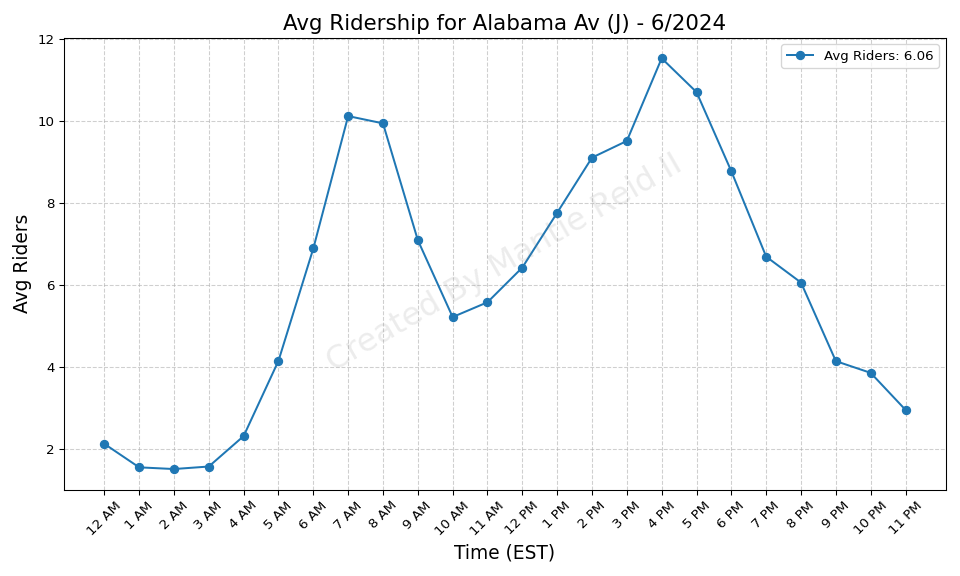 Avg Ridership for Alabama Av (J) - 6/2024
Avg Riders: 6.06
12
10
8
6
4
2
Avg Riders
Created By Mantie Reid II
12 AM 1 AM 2 AM 3 AM 4 AM 5 AM 6 AM 7 AM 8 AM 9 AM 10 AM 11 AM 12 PM 1 PM 2 PM 3 PM 4 PM 5 PM 6 PM 7 PM 8 PM 9 PM 10 PM 11 PM
Time (EST)